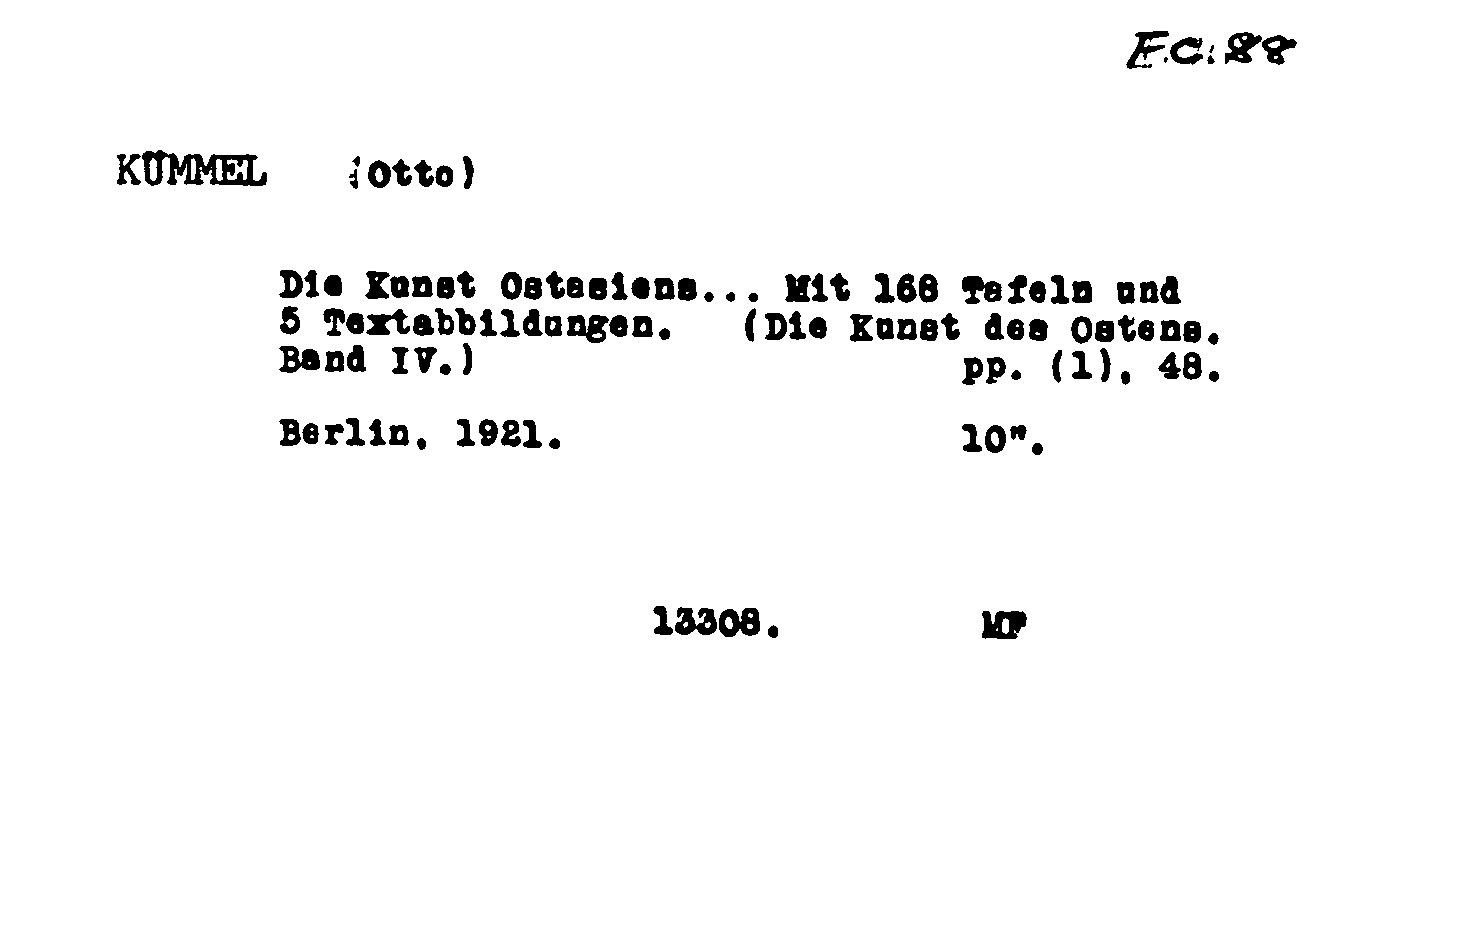 E.C. 88
KÜMMEL (Otto)
Die Kunst Ostasiens... Mit 168 Tafeln und
5 Textabbildungen. (Die Kunst des Ostens.
Band IV.) pp. (1), 48.
Berlin, 1921. 10".
13308. MF